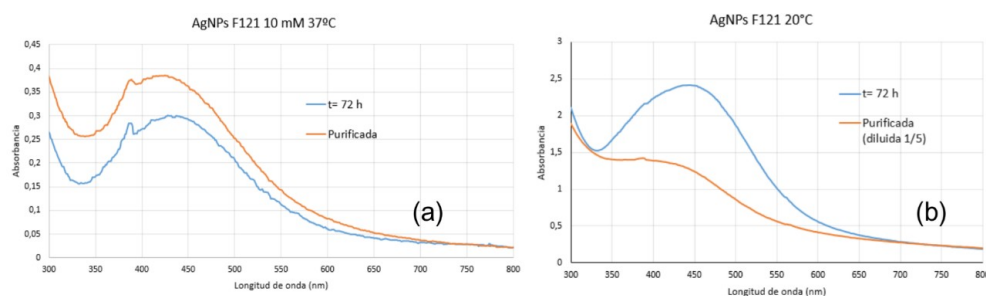 AgNPs F121 10 mM 37ºC
0,45
0,4
0,35
0,3
0,25
0,2
0,15
0,1
0,05
0
Absorbancia
t= 72 h
Purificada
(a)
300 350 400 450 500 550 600 650 700 750 800
Longitud de onda (nm)
AgNPs F121 20°C
3
2,5
2
1,5
1
0,5
0
Absorbancia
t= 72 h
Purificada
(diluida 1/5)
(b)
300 350 400 450 500 550 600 650 700 750 800
Longitud de onda (nm)